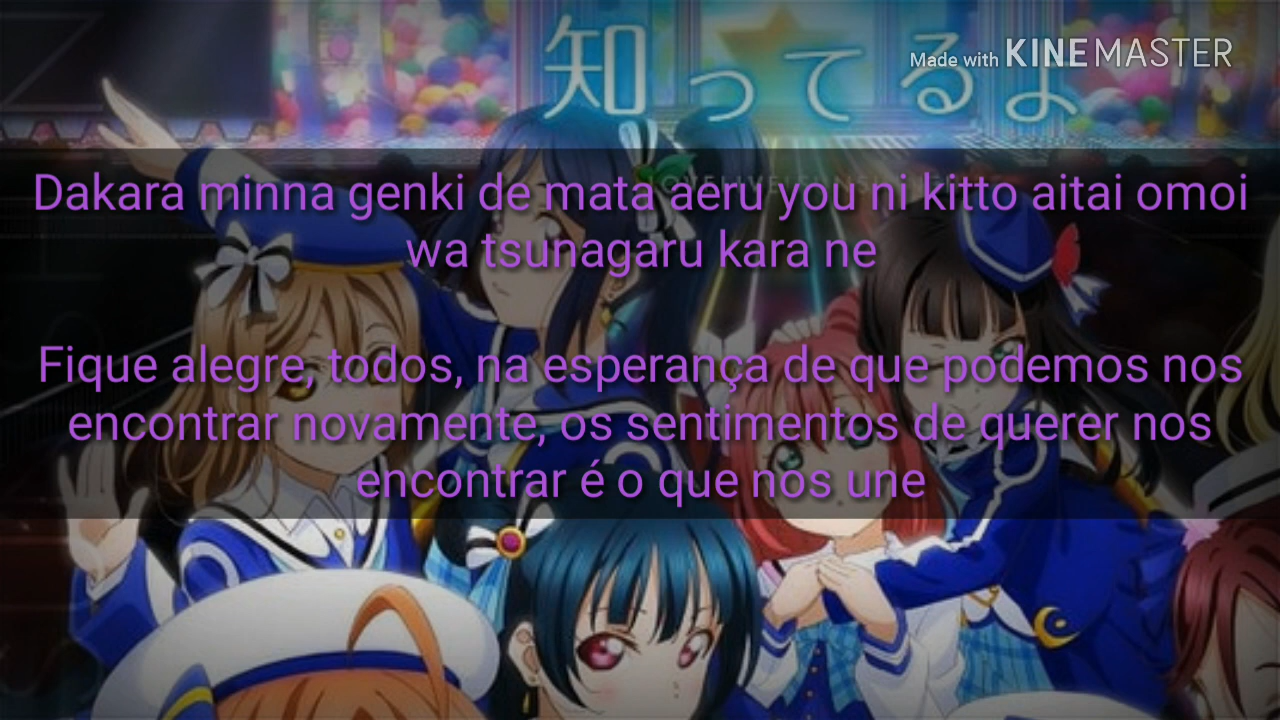 知ってるよ
Made with KINEMASTER
Dakara minna genki de mata aeru you ni kitto aitai omoi
wa tsunagaru kara ne
Fique alegre, todos, na esperança de que podemos nos
encontrar novamente, os sentimentos de querer nos
encontrar é o que nos une